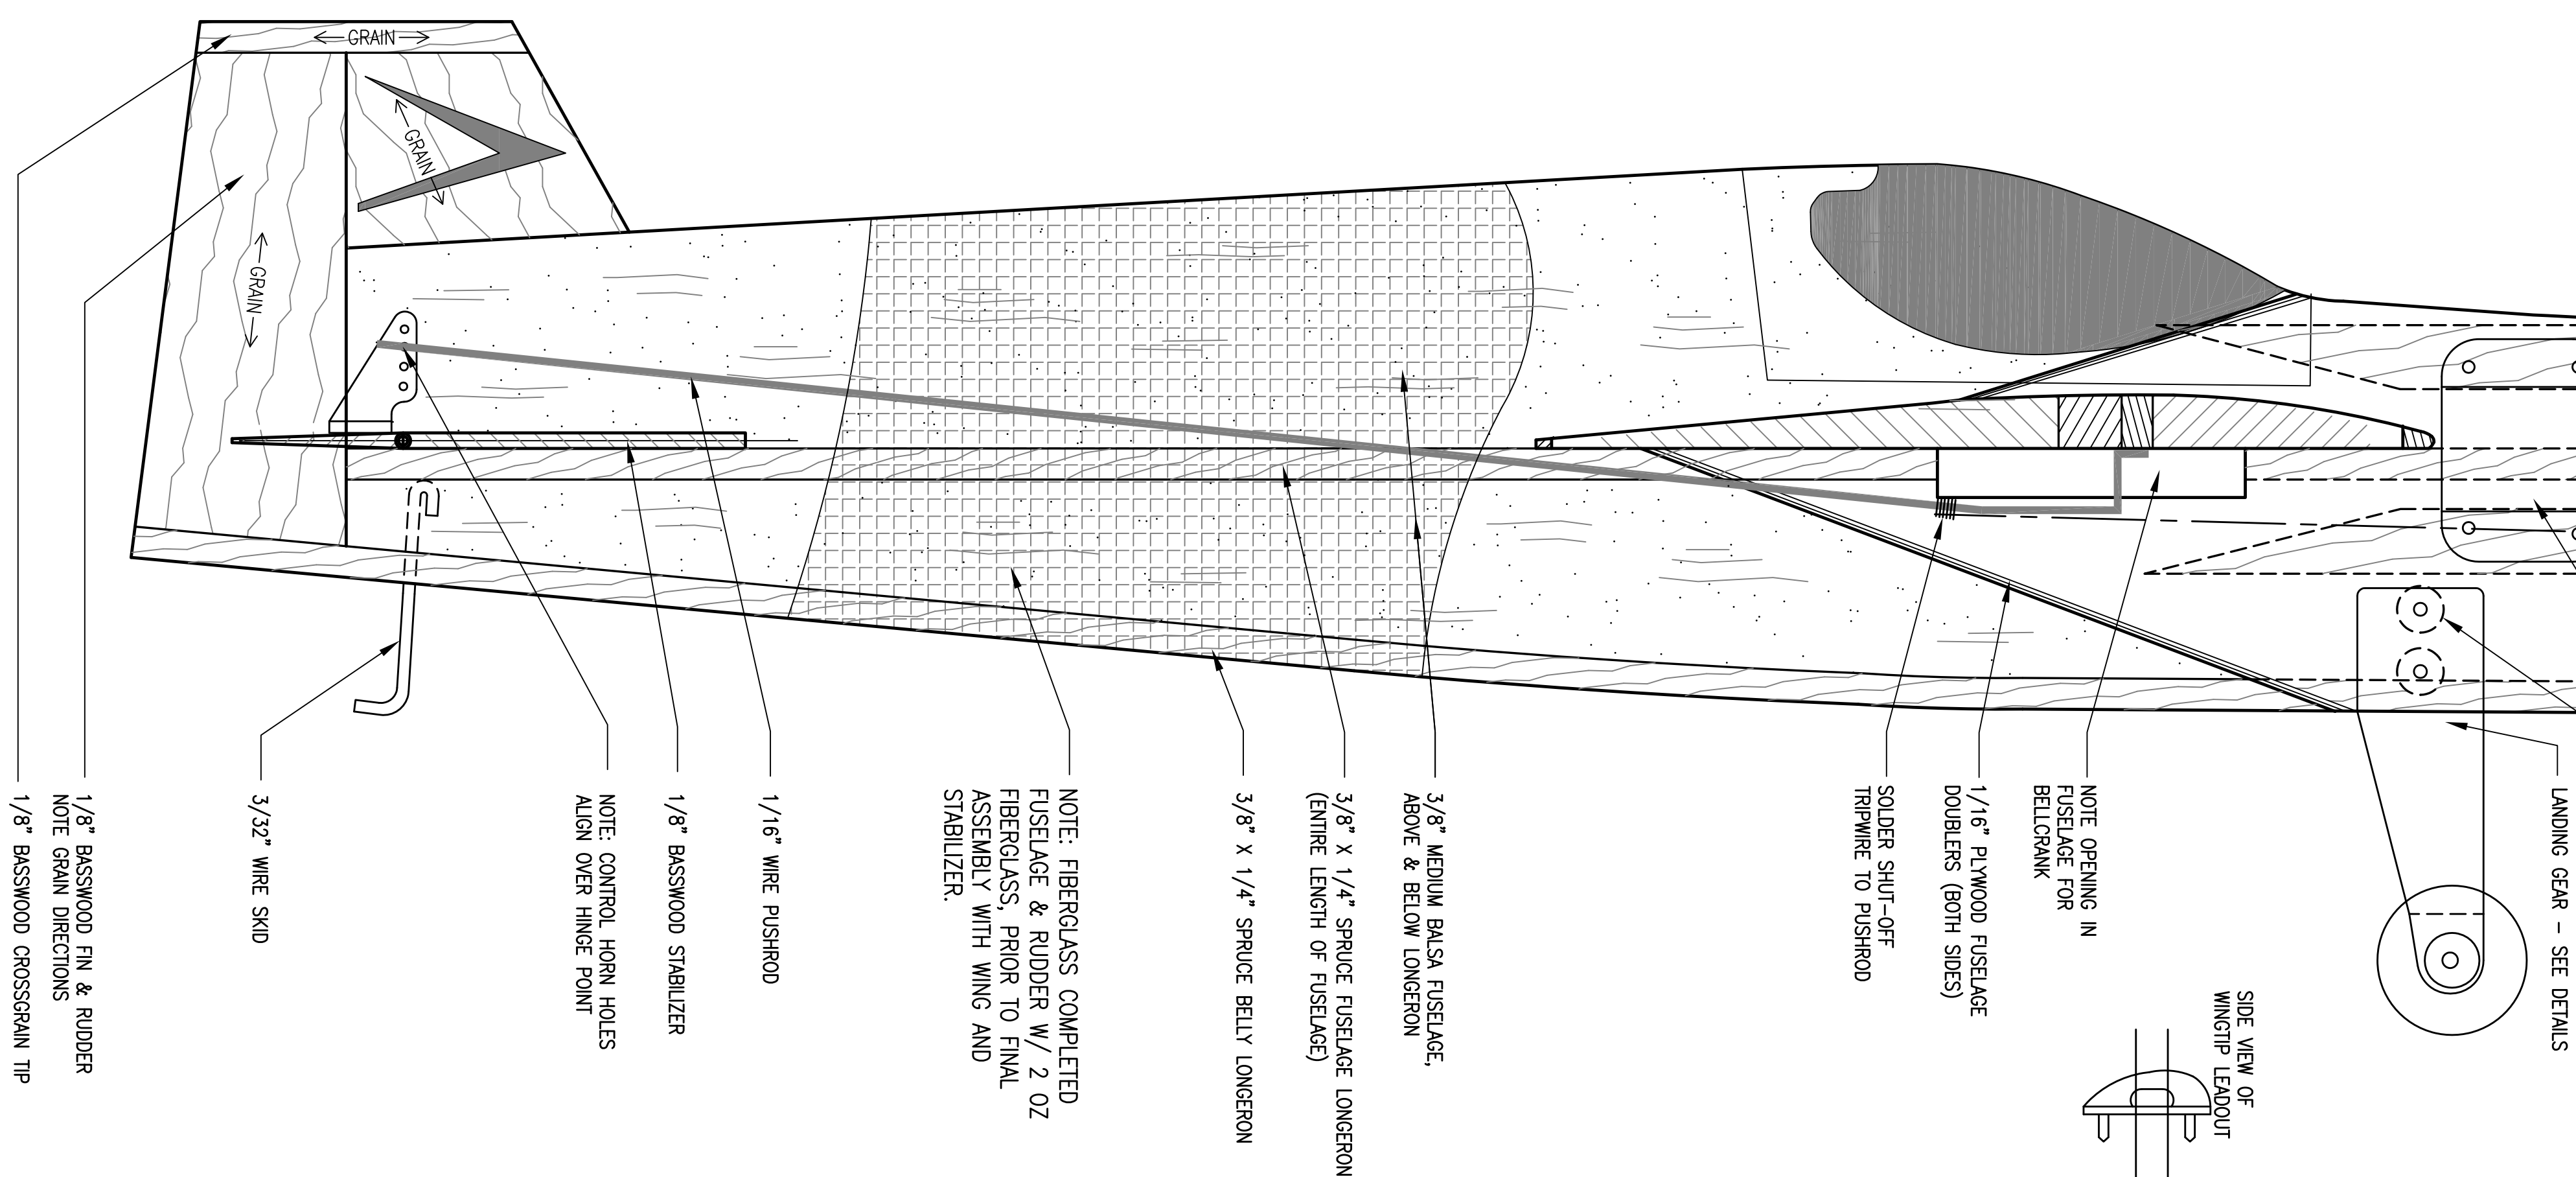 GRAIN
GRAIN
GRAIN
1/8" BASSWOOD CROSSGRAIN TIP
1/8" BASSWOOD FIN & RUDDER
NOTE GRAIN DIRECTIONS
3/32" WIRE SKID
NOTE: CONTROL HORN HOLES
ALIGN OVER HINGE POINT
1/8" BASSWOOD STABILIZER
1/16" WIRE PUSHROD
NOTE: FIBERGLASS COMPLETED
FUSELAGE & RUDDER W/ 2 OZ
FIBERGLASS, PRIOR TO FINAL
ASSEMBLY WITH WING AND
STABILIZER.
3/8" X 1/4" SPRUCE BELLY LONGERON
3/8" X 1/4" SPRUCE FUSELAGE LONGERON
(ENTIRE LENGTH OF FUSELAGE)
3/8" MEDIUM BALSA FUSELAGE,
ABOVE & BELOW LONGERON
SOLDER SHUT-OFF
TRIPWIRE TO PUSHROD
1/16" PLYWOOD FUSELAGE
DOUBLERS (BOTH SIDES)
NOTE OPENING IN
FUSELAGE FOR
BELLCRANK
SIDE VIEW OF
WINGTIP LEADOUT
LANDING GEAR - SEE DETAILS